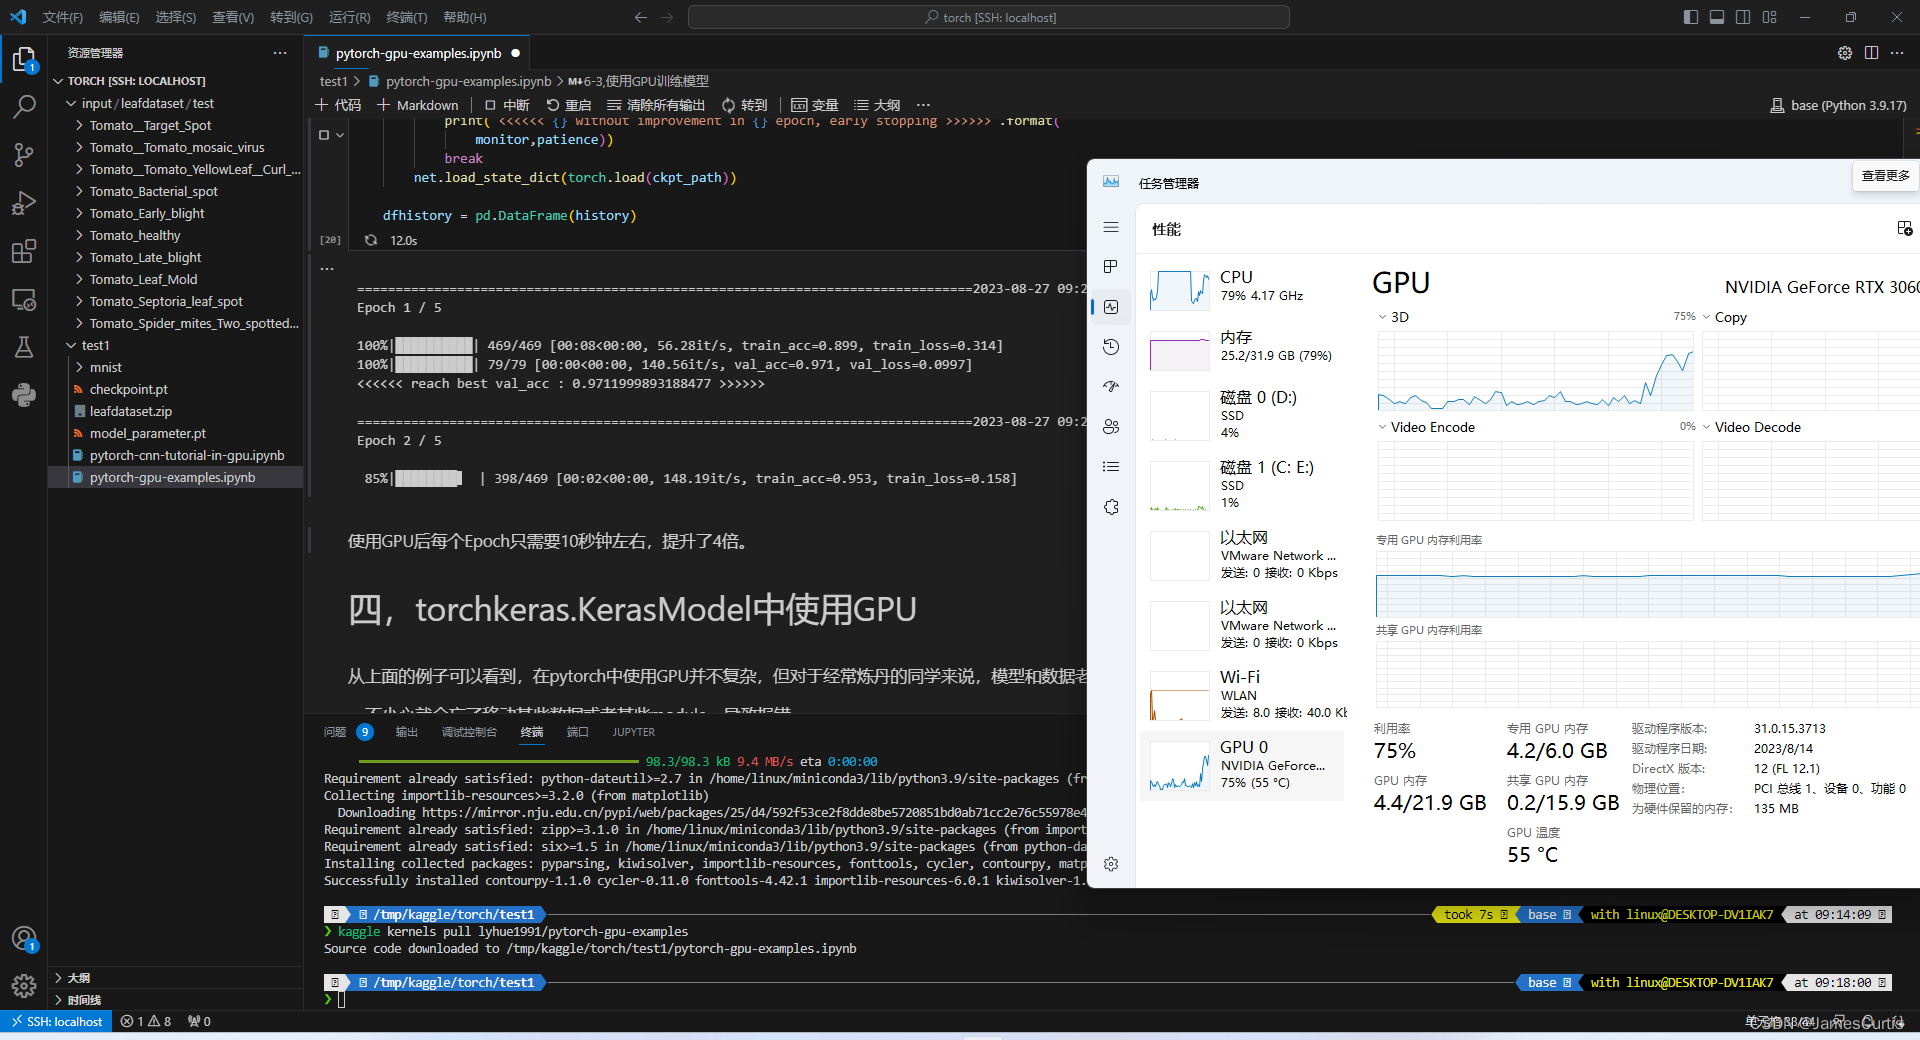 文件(F) 编辑(E) 选择(S) 查看(V) 转到(G) 运行(R) 终端(T) 帮助(H)
torch [SSH: localhost]
资源管理器
TORCH [SSH: LOCALHOST]
input / leafdataset / test
Tomato__Target_Spot
Tomato__Tomato_mosaic_virus
Tomato__Tomato_YellowLeaf__Curl_...
Tomato_Bacterial_spot
Tomato_Early_blight
Tomato_healthy
Tomato_Late_blight
Tomato_Leaf_Mold
Tomato_Septoria_leaf_spot
Tomato_Spider_mites_Two_spotted...
test1
mnist
checkpoint.pt
leafdataset.zip
model_parameter.pt
pytorch-cnn-tutorial-in-gpu.ipynb
pytorch-gpu-examples.ipynb
大纲
时间线
1
1
pytorch-gpu-examples.ipynb
test1 > pytorch-gpu-examples.ipynb > M↓6-3,使用GPU训练模型
代码 Markdown 中断 重启 清除所有输出 转到 变量 大纲 ...
base (Python 3.9.17)
print( <<<<<< {} without improvement in {} epoch, early stopping >>>>>> .format(
monitor,patience))
break
net.load_state_dict(torch.load(ckpt_path))
dfhistory = pd.DataFrame(history)
[20] 12.0s
================================================================================2023-08-27 09:2
Epoch 1 / 5
100%|██████████| 469/469 [00:08<00:00, 56.28it/s, train_acc=0.899, train_loss=0.314]
100%|██████████| 79/79 [00:00<00:00, 140.56it/s, val_acc=0.971, val_loss=0.0997]
<<<<<< reach best val_acc : 0.9711999893188477 >>>>>>
================================================================================2023-08-27 09:2
Epoch 2 / 5
85%|████████▌ | 398/469 [00:02<00:00, 148.19it/s, train_acc=0.953, train_loss=0.158]
使用GPU后每个Epoch只需要10秒钟左右，提升了4倍。
四，torchkeras.KerasModel中使用GPU
从上面的例子可以看到，在pytorch中使用GPU并不复杂，但对于经常炼丹的同学来说，模型和数据老
问题 9 输出 调试控制台 终端 端口 JUPYTER
98.3/98.3 kB 9.4 MB/s eta 0:00:00
Requirement already satisfied: python-dateutil>=2.7 in /home/linux/miniconda3/lib/python3.9/site-packages (fr
Collecting importlib-resources>=3.2.0 (from matplotlib)
Downloading https://mirror.nju.edu.cn/pypi/web/packages/25/d4/592f53ce2f8dde8be5720851bd0ab71cc2e76c55978e4
Requirement already satisfied: zipp>=3.1.0 in /home/linux/miniconda3/lib/python3.9/site-packages (from import
Requirement already satisfied: six>=1.5 in /home/linux/miniconda3/lib/python3.9/site-packages (from python-da
Installing collected packages: pyparsing, kiwisolver, importlib-resources, fonttools, cycler, contourpy, matp
Successfully installed contourpy-1.1.0 cycler-0.11.0 fonttools-4.42.1 importlib-resources-6.0.1 kiwisolver-1.
/tmp/kaggle/torch/test1 took 7s base with linux@DESKTOP-DV1IAK7 at 09:14:09
❯ kaggle kernels pull lyhue1991/pytorch-gpu-examples
Source code downloaded to /tmp/kaggle/torch/test1/pytorch-gpu-examples.ipynb
/tmp/kaggle/torch/test1 base with linux@DESKTOP-DV1IAK7 at 09:18:00
❯
SSH: localhost 1 8 0
CSDN @JamesCurtis
任务管理器
查看更多
性能
CPU
79% 4.17 GHz
内存
25.2/31.9 GB (79%)
磁盘 0 (D:)
SSD
4%
磁盘 1 (C: E:)
SSD
1%
以太网
VMware Network ...
发送: 0 接收: 0 Kbps
以太网
VMware Network ...
发送: 0 接收: 0 Kbps
Wi-Fi
WLAN
发送: 8.0 接收: 40.0 Kb
GPU 0
NVIDIA GeForce...
75% (55 °C)
GPU
NVIDIA GeForce RTX 3060
3D 75% Copy
Video Encode 0% Video Decode
专用 GPU 内存利用率
共享 GPU 内存利用率
利用率
75%
专用 GPU 内存
4.2/6.0 GB
GPU 内存
4.4/21.9 GB
共享 GPU 内存
0.2/15.9 GB
GPU 温度
55 °C
驱动程序版本: 31.0.15.3713
驱动程序日期: 2023/8/14
DirectX 版本: 12 (FL 12.1)
物理位置: PCI 总线 1、设备 0、功能 0
为硬件保留的内存: 135 MB